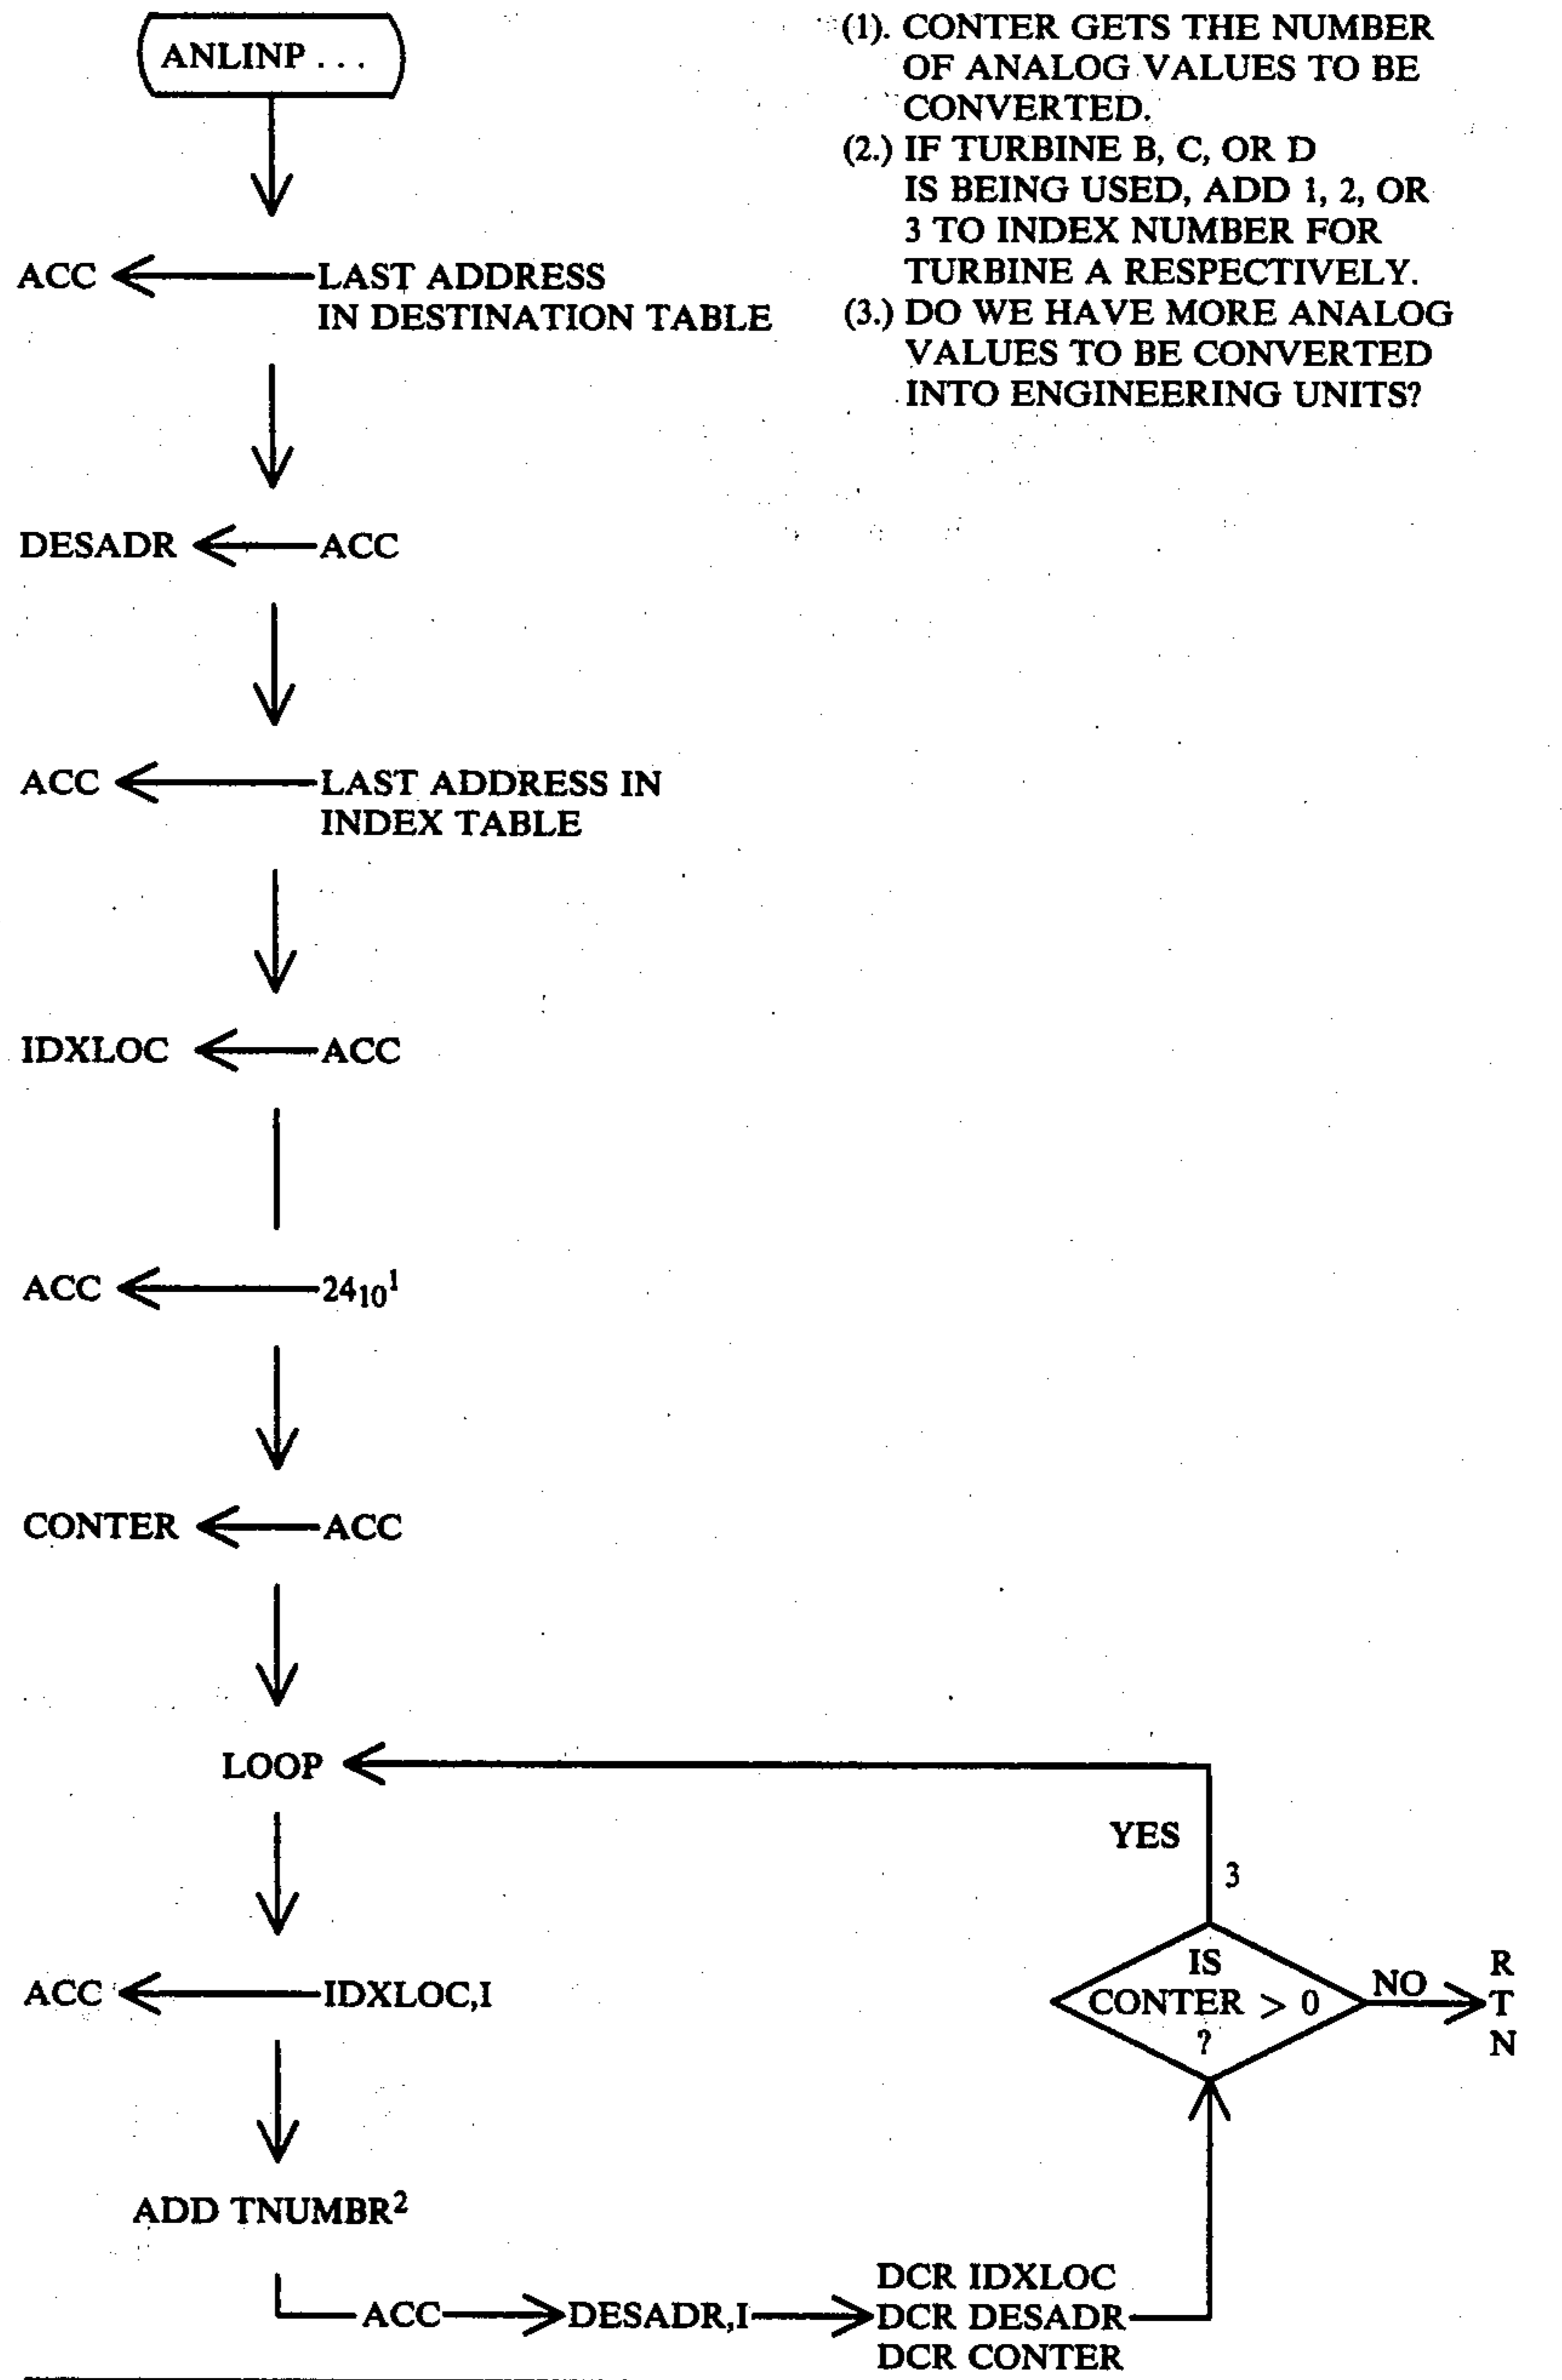 ANLINP . . .
(1). CONTER GETS THE NUMBER
OF ANALOG VALUES TO BE
CONVERTED.
(2.) IF TURBINE B, C, OR D
IS BEING USED, ADD 1, 2, OR
3 TO INDEX NUMBER FOR
TURBINE A RESPECTIVELY.
(3.) DO WE HAVE MORE ANALOG
VALUES TO BE CONVERTED
INTO ENGINEERING UNITS?
ACC LAST ADDRESS
IN DESTINATION TABLE
DESADR ACC
ACC LAST ADDRESS IN
INDEX TABLE
IDXLOC ACC
ACC 24₁₀¹
CONTER ACC
LOOP
YES
3
ACC IDXLOC,I
IS
CONTER > 0
?
NO
R
T
N
ADD TNUMBR²
ACC DESADR,I
DCR IDXLOC
DCR DESADR
DCR CONTER